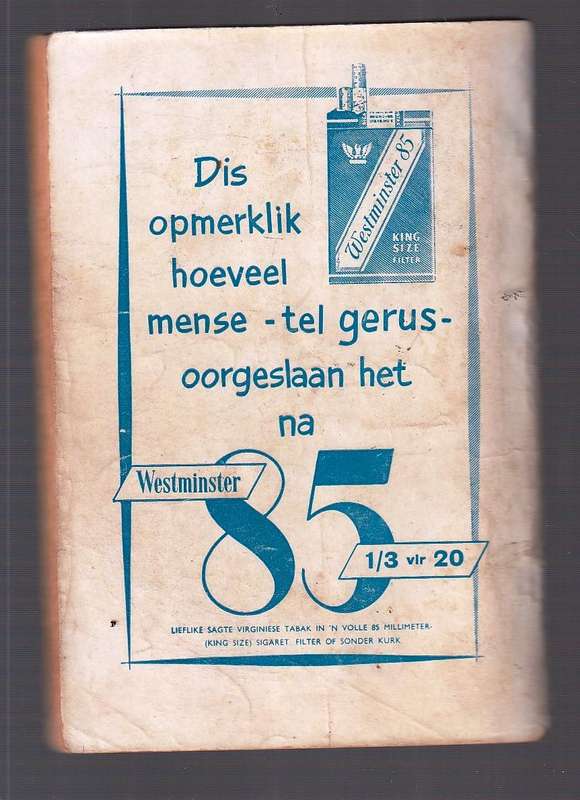 Dis
opmerklik
hoeveel
mense - tel gerus -
oorgeslaan het
na
Westminster 85
KING
SIZE
FILTER
Westminster
85
1/3 vir 20
LIEFLIKE SAGTE VIRGINIESE TABAK IN 'N VOLLE 85 MILLIMETER
(KING SIZE) SIGARET. FILTER OF SONDER KURK.